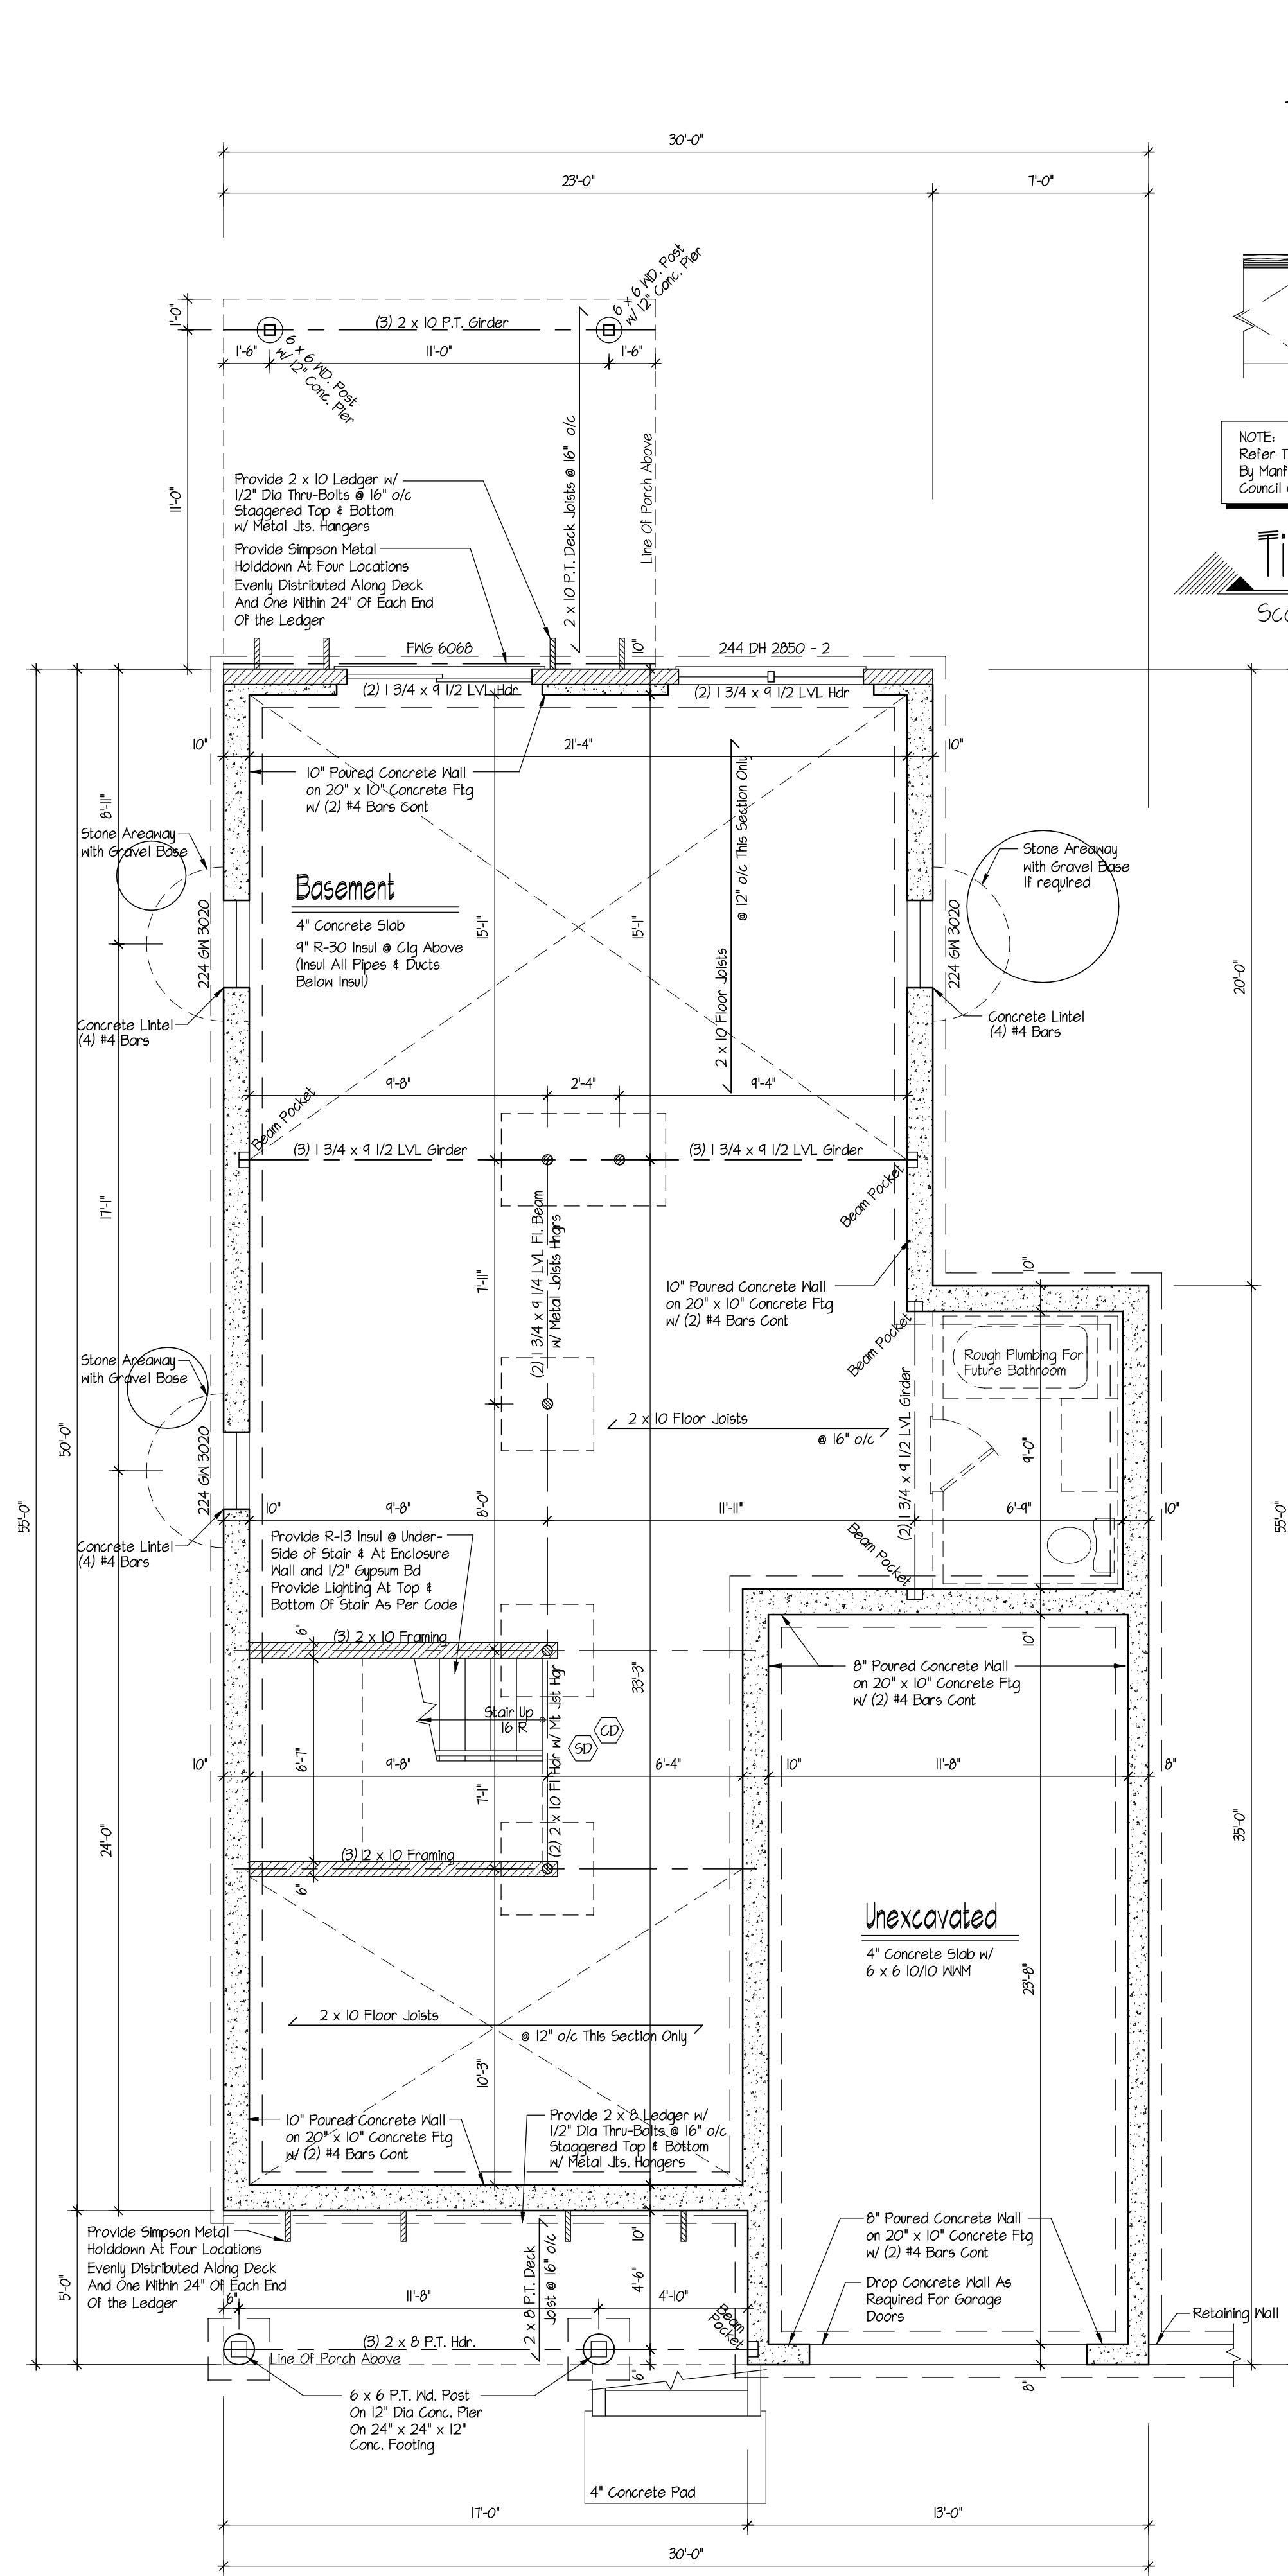 30'-0"
23'-0"
7'-0"
6 x 6 WD. Post
w/ 12" Conc. Pier
1'-0"
(3) 2 x 10 P.T. Girder
1'-6"
11'-0"
1'-6"
6 x 6 WD. Post
w/ 12" Conc. Pier
11'-0"
2 x 10 P.T. Deck Joists @ 16" o/c
Line Of Porch Above
NOTE:
Refer T
By Manf
Council
Ti
Sc
Provide 2 x 10 Ledger w/
1/2" Dia Thru-Bolts @ 16" o/c
Staggered Top & Bottom
w/ Metal Jts. Hangers
Provide Simpson Metal
Holddown At Four Locations
Evenly Distributed Along Deck
And One Within 24" Of Each End
Of the Ledger
FWG 6068
10"
244 DH 2850 - 2
(2) 1 3/4 x 9 1/2 LVL Hdr
(2) 1 3/4 x 9 1/2 LVL Hdr
10"
21'-4"
10"
10" Poured Concrete Wall
on 20" x 10" Concrete Ftg
w/ (2) #4 Bars Cont
8'-11"
Stone Areaway
with Gravel Base
Stone Areaway
with Gravel Base
If required
Basement
4" Concrete Slab
9" R-30 Insul @ Clg Above
(Insul All Pipes & Ducts
Below Insul)
15'-1"
15'-1"
2 x 10 Floor Joists
@ 12" o/c This Section Only
224 GW 3020
224 GW 3020
20'-0"
Concrete Lintel
(4) #4 Bars
Concrete Lintel
(4) #4 Bars
9'-8"
2'-4"
9'-4"
Beam Pocket
(3) 1 3/4 x 9 1/2 LVL Girder
(3) 1 3/4 x 9 1/2 LVL Girder
Beam Pocket
17'-1"
(2) 1 3/4 x 9 1/4 LVL Fl. Beam
w/ Metal Joists Hngrs
7'-11"
10" Poured Concrete Wall
on 20" x 10" Concrete Ftg
w/ (2) #4 Bars Cont
10"
Beam Pocket
Rough Plumbing For
Future Bathroom
Stone Areaway
with Gravel Base
2 x 10 Floor Joists
@ 16" o/c
(2) 1 3/4 x 9 1/2 LVL Girder
9'-0"
50'-0"
55'-0"
55'-0"
224 GW 3020
10"
9'-8"
8'-0"
11'-11"
6'-9"
10"
Concrete Lintel
(4) #4 Bars
Provide R-13 Insul @ Under-
Side of Stair & At Enclosure
Wall and 1/2" Gypsum Bd
Provide Lighting At Top &
Bottom Of Stair As Per Code
Beam Pocket
6"
(3) 2 x 10 Framing
33'-3"
10"
8" Poured Concrete Wall
on 20" x 10" Concrete Ftg
w/ (2) #4 Bars Cont
Stair Up
16 R
SD
CD
(2) 2 x 10 Fl Hdr w/ Mt Jst Hgr
10"
6'-7"
9'-8"
7'-1"
6'-4"
10"
11'-8"
8"
24'-0"
35'-0"
(3) 2 x 10 Framing
6"
Unexcavated
4" Concrete Slab w/
6 x 6 10/10 WWM
23'-8"
2 x 10 Floor Joists
@ 12" o/c This Section Only
10'-3"
10" Poured Concrete Wall
on 20" x 10" Concrete Ftg
w/ (2) #4 Bars Cont
Provide 2 x 8 Ledger w/
1/2" Dia Thru-Bolts @ 16" o/c
Staggered Top & Bottom
w/ Metal Jts. Hangers
Provide Simpson Metal
Holddown At Four Locations
Evenly Distributed Along Deck
And One Within 24" Of Each End
Of the Ledger
5'-0"
10"
8" Poured Concrete Wall
on 20" x 10" Concrete Ftg
w/ (2) #4 Bars Cont
Drop Concrete Wall As
Required For Garage
Doors
Retaining Wall
6"
11'-8"
2 x 8 P.T. Deck
Joist @ 16" o/c
4'-6"
4'-10"
Beam
Pocket
(3) 2 x 8 P.T. Hdr.
Line Of Porch Above
6"
8"
6 x 6 P.T. Wd. Post
On 12" Dia Conc. Pier
On 24" x 24" x 12"
Conc. Footing
4" Concrete Pad
17'-0"
13'-0"
30'-0"